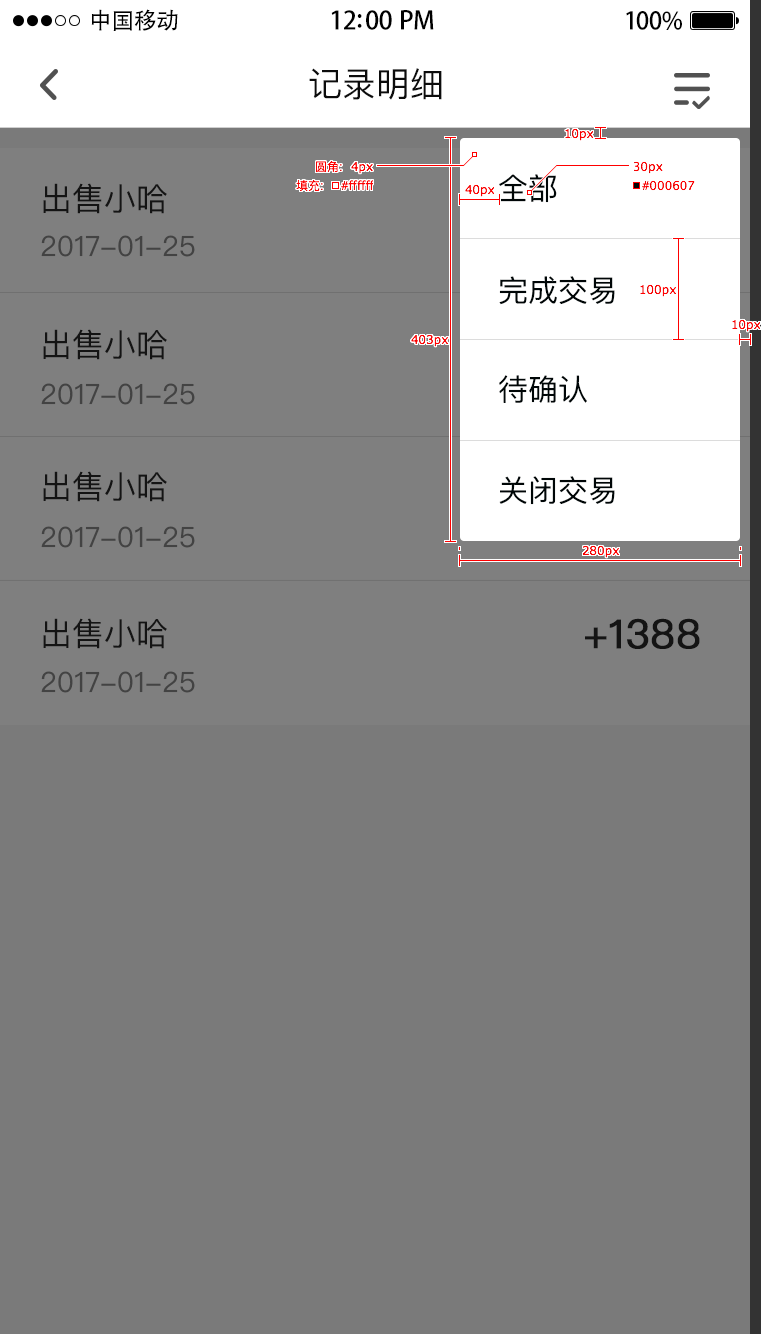 中国移动 12:00 PM 100%
记录明细
10px
圆角: 4px
填充: #ffffff
40px
全部
30px
#000607
出售小哈
2017-01-25
完成交易
100px
10px
403px
出售小哈
2017-01-25
待确认
出售小哈
2017-01-25
关闭交易
280px
出售小哈
2017-01-25
+1388